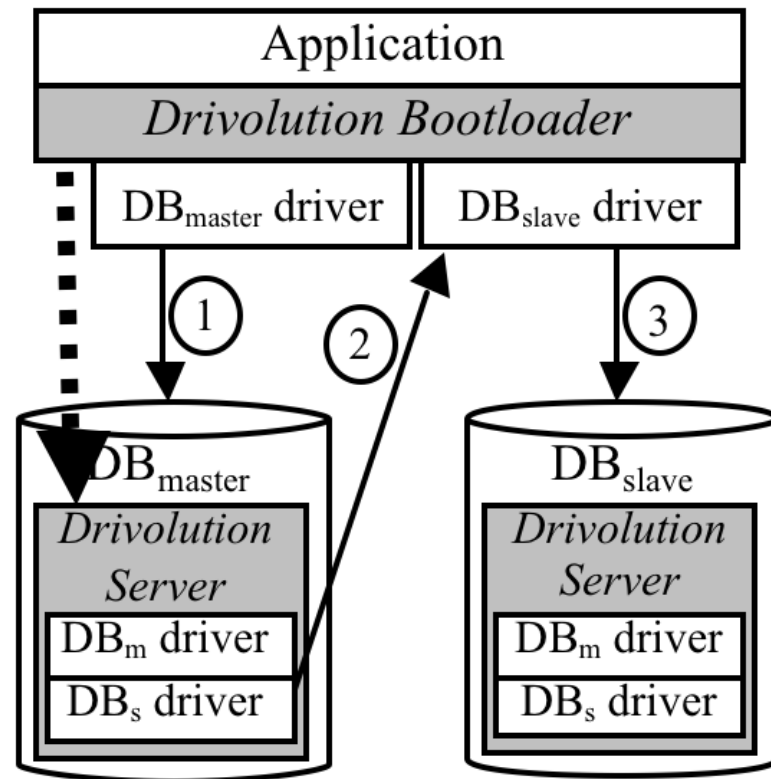 Application
Drivolution Bootloader
DBmaster driver
DBslave driver
1
2
3
DBmaster
DBslave
Drivolution
Server
DBm driver
DBs driver
Drivolution
Server
DBm driver
DBs driver